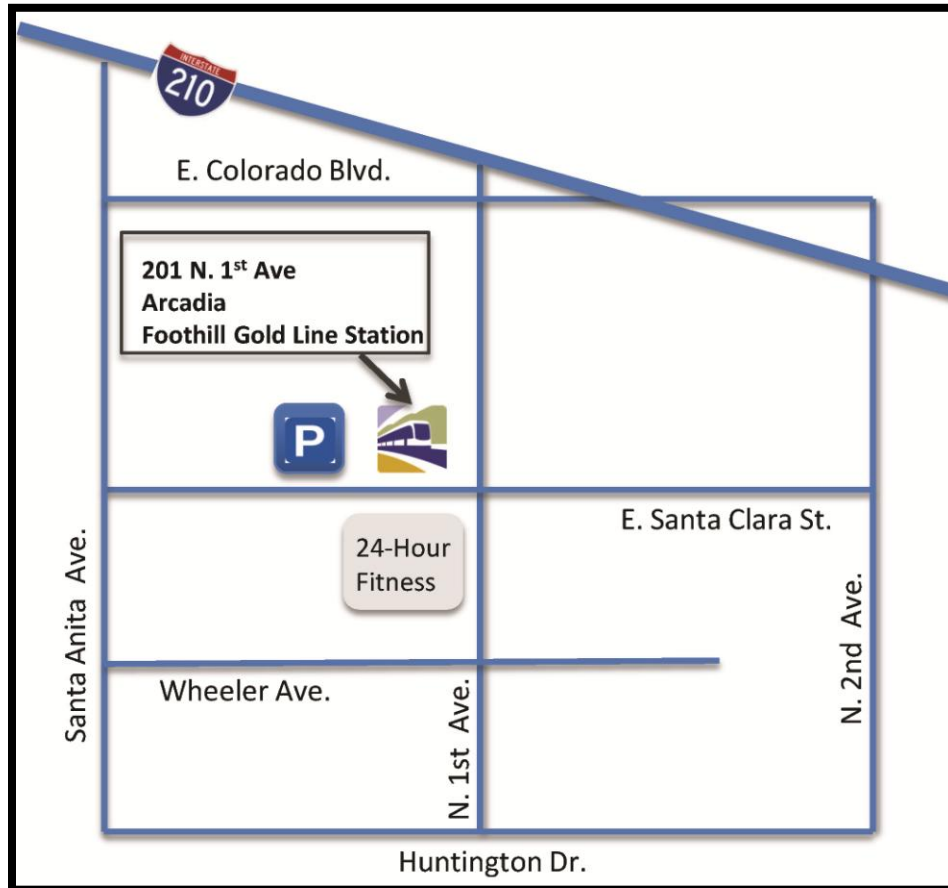 INTERSTATE
210
E. Colorado Blvd.
201 N. 1st Ave
Arcadia
Foothill Gold Line Station
P
E. Santa Clara St.
24-Hour
Fitness
Santa Anita Ave.
N. 2nd Ave.
Wheeler Ave.
N. 1st Ave.
Huntington Dr.